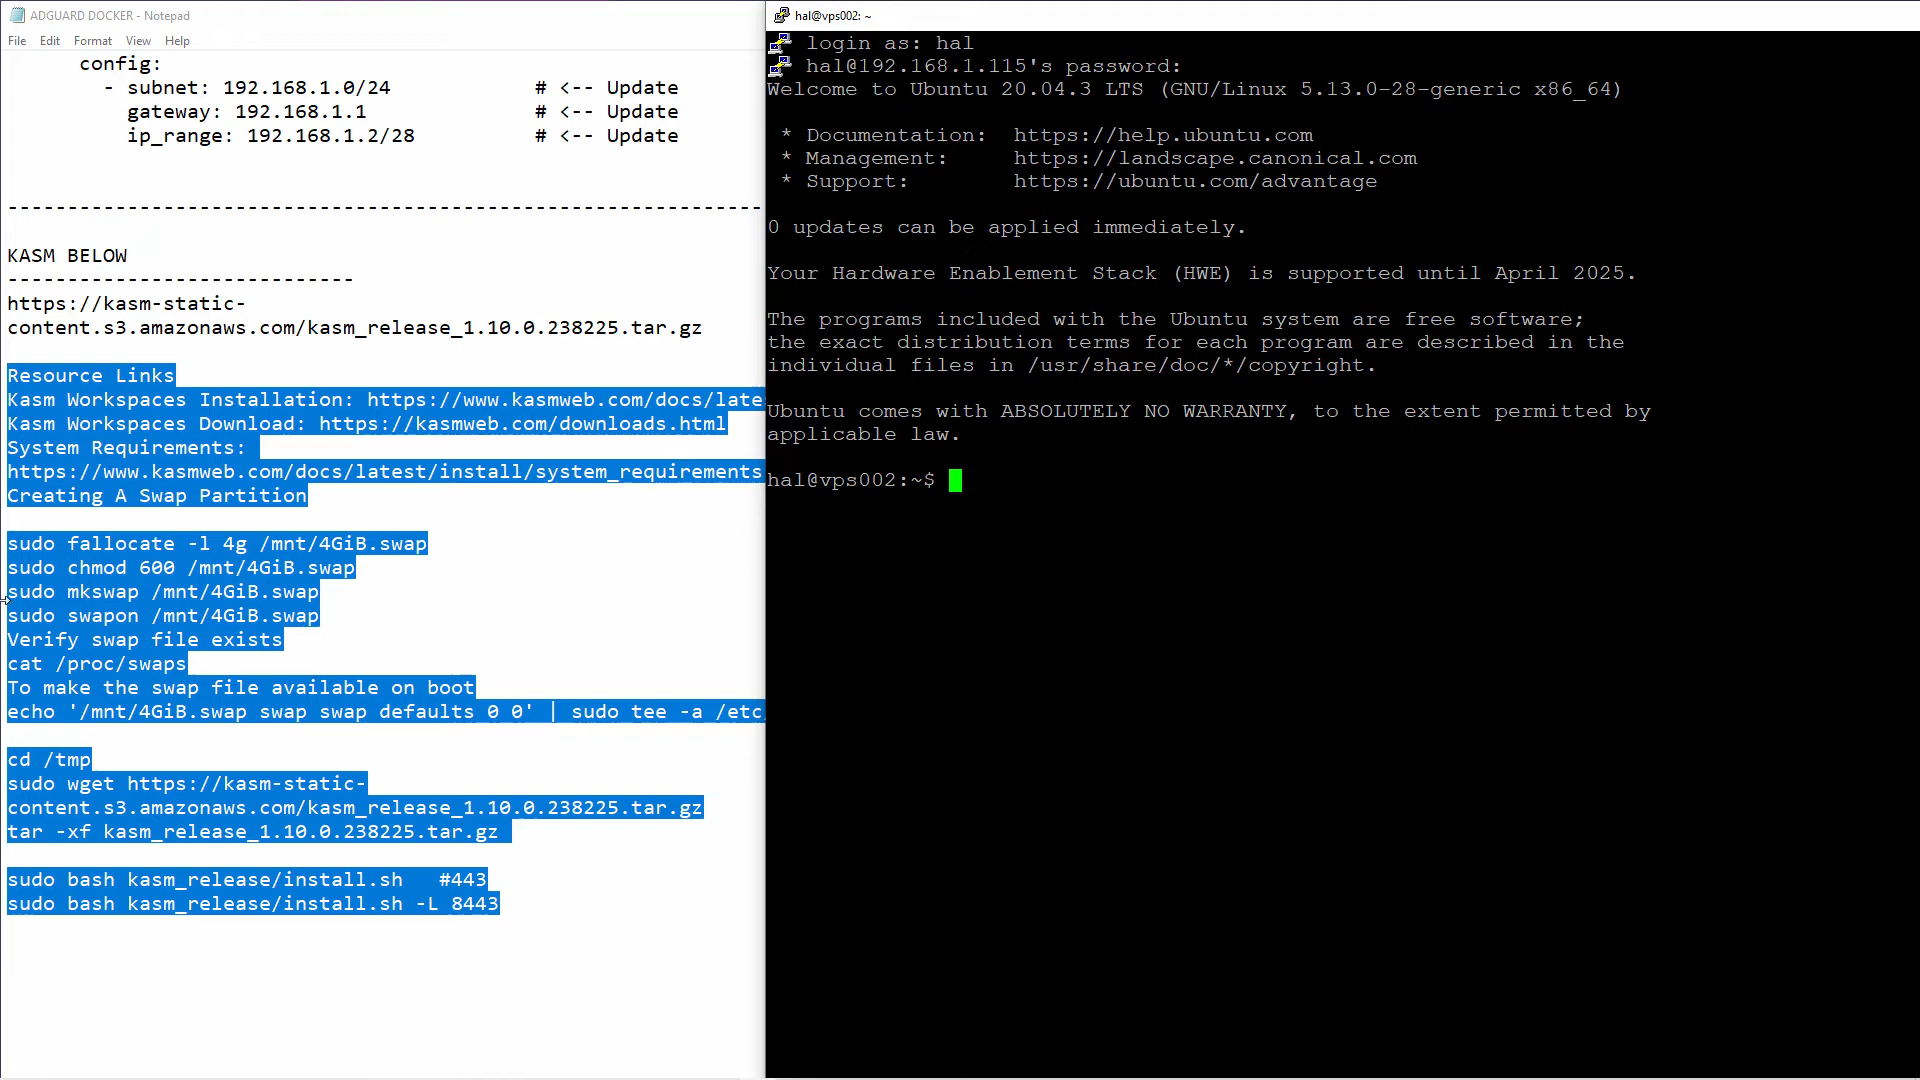 ADGUARD DOCKER - Notepad
File Edit Format View Help
config:
- subnet: 192.168.1.0/24 # <-- Update
gateway: 192.168.1.1 # <-- Update
ip_range: 192.168.1.2/28 # <-- Update
---------------------------------------------------------------
KASM BELOW
-----------------------------
https://kasm-static-
content.s3.amazonaws.com/kasm_release_1.10.0.238225.tar.gz
Resource Links
Kasm Workspaces Installation: https://www.kasmweb.com/docs/late
Kasm Workspaces Download: https://kasmweb.com/downloads.html
System Requirements:
https://www.kasmweb.com/docs/latest/install/system_requirements
Creating A Swap Partition
sudo fallocate -l 4g /mnt/4GiB.swap
sudo chmod 600 /mnt/4GiB.swap
sudo mkswap /mnt/4GiB.swap
sudo swapon /mnt/4GiB.swap
Verify swap file exists
cat /proc/swaps
To make the swap file available on boot
echo '/mnt/4GiB.swap swap swap defaults 0 0' | sudo tee -a /etc/
cd /tmp
sudo wget https://kasm-static-
content.s3.amazonaws.com/kasm_release_1.10.0.238225.tar.gz
tar -xf kasm_release_1.10.0.238225.tar.gz
sudo bash kasm_release/install.sh #443
sudo bash kasm_release/install.sh -L 8443
hal@vps002: ~
login as: hal
hal@192.168.1.115's password:
Welcome to Ubuntu 20.04.3 LTS (GNU/Linux 5.13.0-28-generic x86_64)
* Documentation: https://help.ubuntu.com
* Management: https://landscape.canonical.com
* Support: https://ubuntu.com/advantage
0 updates can be applied immediately.
Your Hardware Enablement Stack (HWE) is supported until April 2025.
The programs included with the Ubuntu system are free software;
the exact distribution terms for each program are described in the
individual files in /usr/share/doc/*/copyright.
Ubuntu comes with ABSOLUTELY NO WARRANTY, to the extent permitted by
applicable law.
hal@vps002:~$